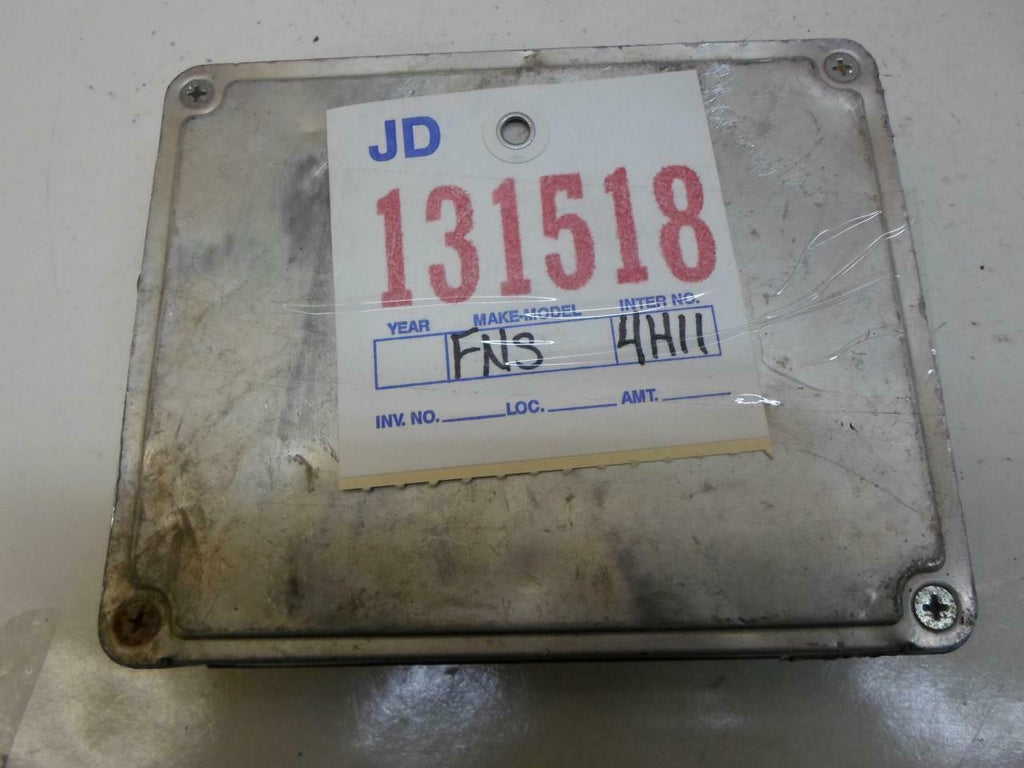 JD
131518
YEAR MAKE-MODEL INTER NO.
FNS 4H11
INV. NO. LOC. AMT.